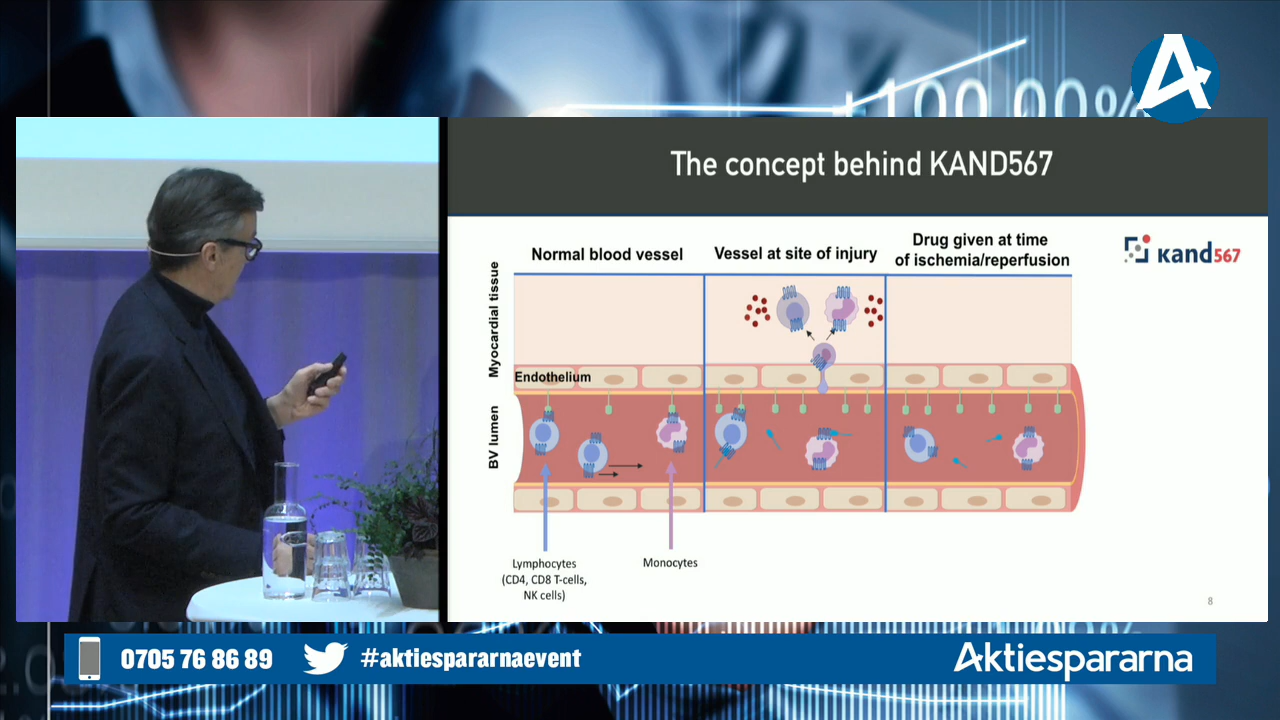 +100.00%
The concept behind KAND567
Normal blood vessel
Vessel at site of injury
Drug given at time
of ischemia/reperfusion
kand567
Myocardial tissue
Endothelium
BV lumen
Lymphocytes
(CD4, CD8 T-cells,
NK cells)
Monocytes
8
0705 76 86 89
#aktiespararnaevent
Aktiespararna